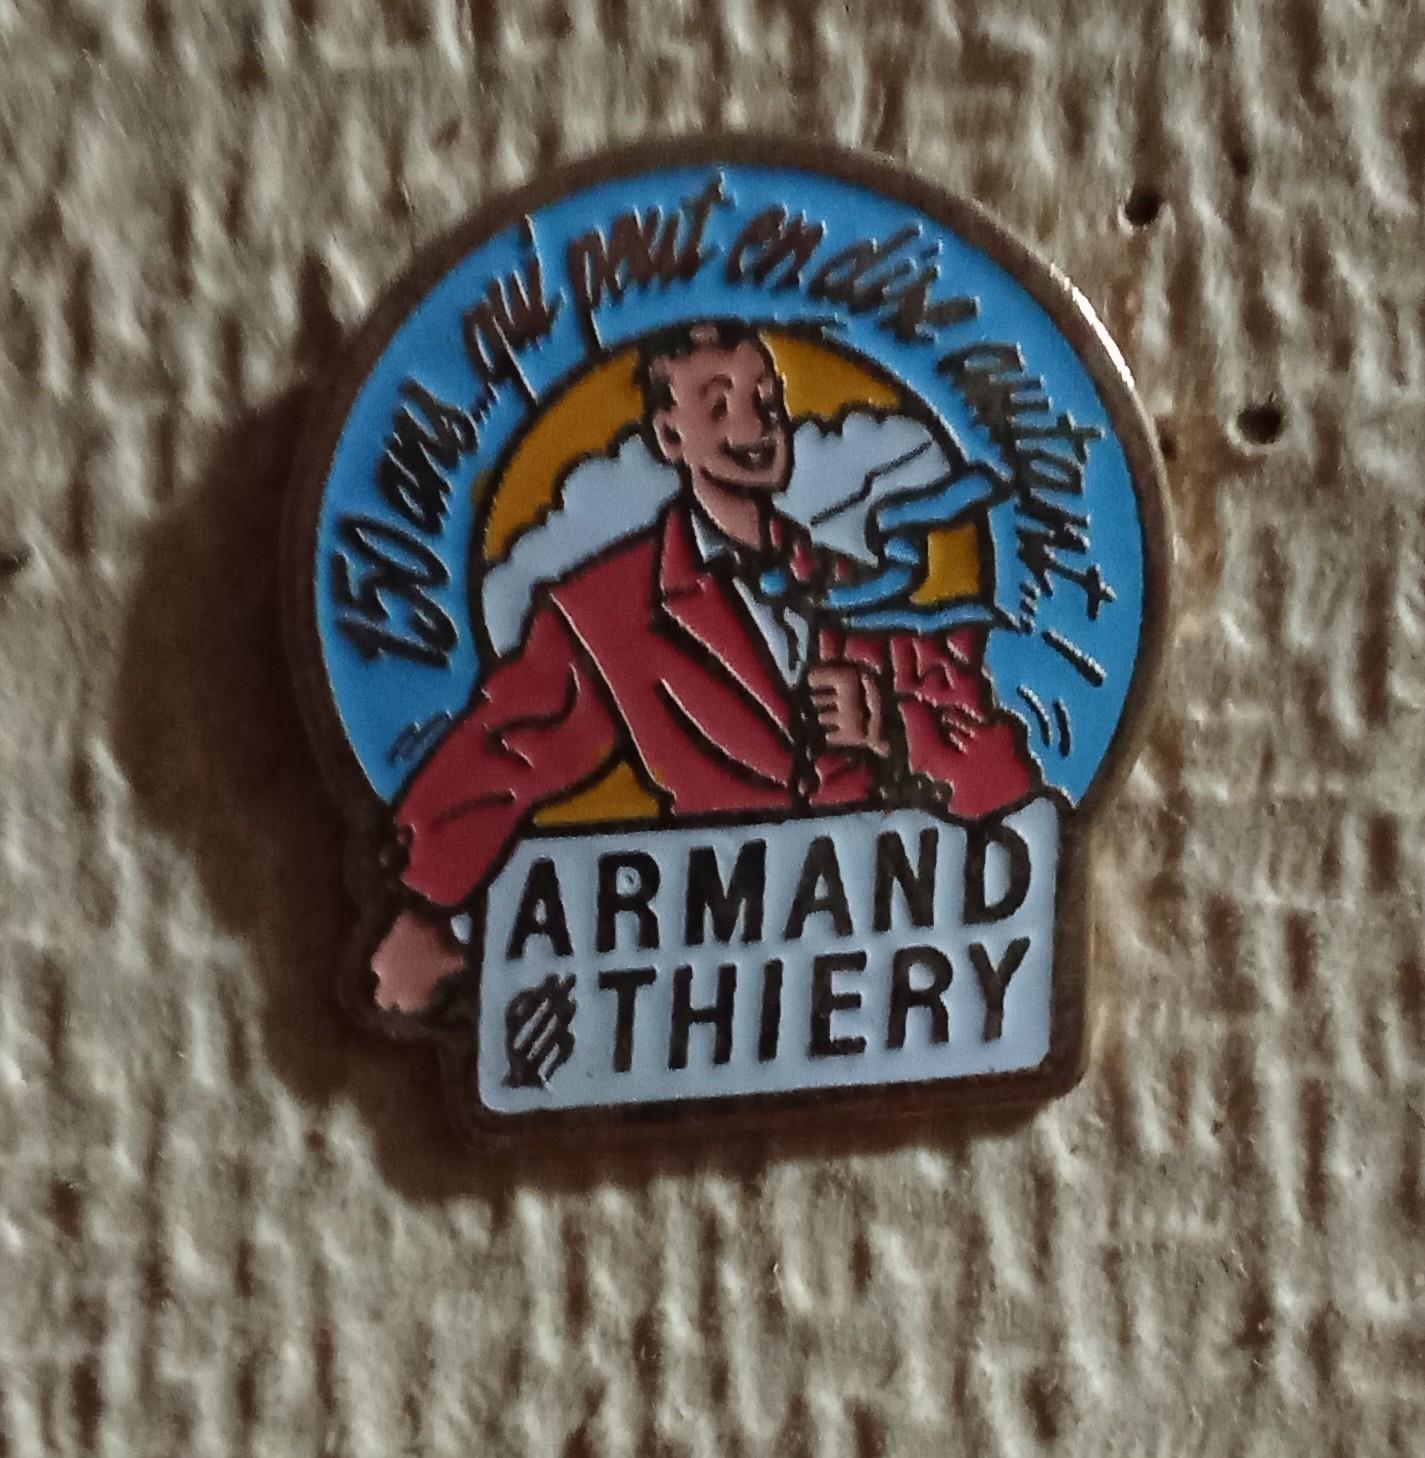 150 ans... qui peut en dire autant...!
ARMAND
THIERY